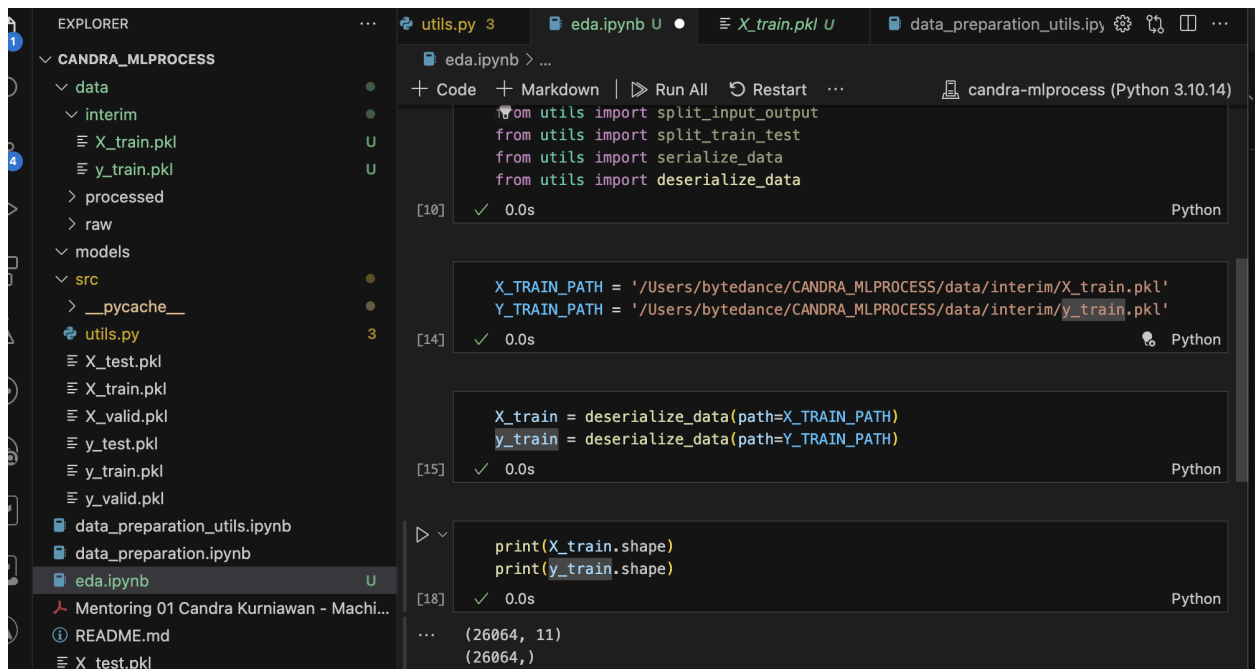 EXPLORER
CANDRA_MLPROCESS
data
interim
X_train.pkl U
y_train.pkl U
processed
raw
models
src
__pycache__
utils.py 3
X_test.pkl
X_train.pkl
X_valid.pkl
y_test.pkl
y_train.pkl
y_valid.pkl
data_preparation_utils.ipynb
data_preparation.ipynb
eda.ipynb U
Mentoring 01 Candra Kurniawan - Machi...
README.md
X_test.pkl
1
4
utils.py 3 eda.ipynb U X_train.pkl U data_preparation_utils.ipy ...
eda.ipynb > ...
+ Code + Markdown Run All Restart ... candra-mlprocess (Python 3.10.14)
from utils import split_input_output
from utils import split_train_test
from utils import serialize_data
from utils import deserialize_data
[10] 0.0s Python
X_TRAIN_PATH = '/Users/bytedance/CANDRA_MLPROCESS/data/interim/X_train.pkl'
Y_TRAIN_PATH = '/Users/bytedance/CANDRA_MLPROCESS/data/interim/y_train.pkl'
[14] 0.0s Python
X_train = deserialize_data(path=X_TRAIN_PATH)
y_train = deserialize_data(path=Y_TRAIN_PATH)
[15] 0.0s Python
print(X_train.shape)
print(y_train.shape)
[18] 0.0s Python
... (26064, 11)
(26064,)